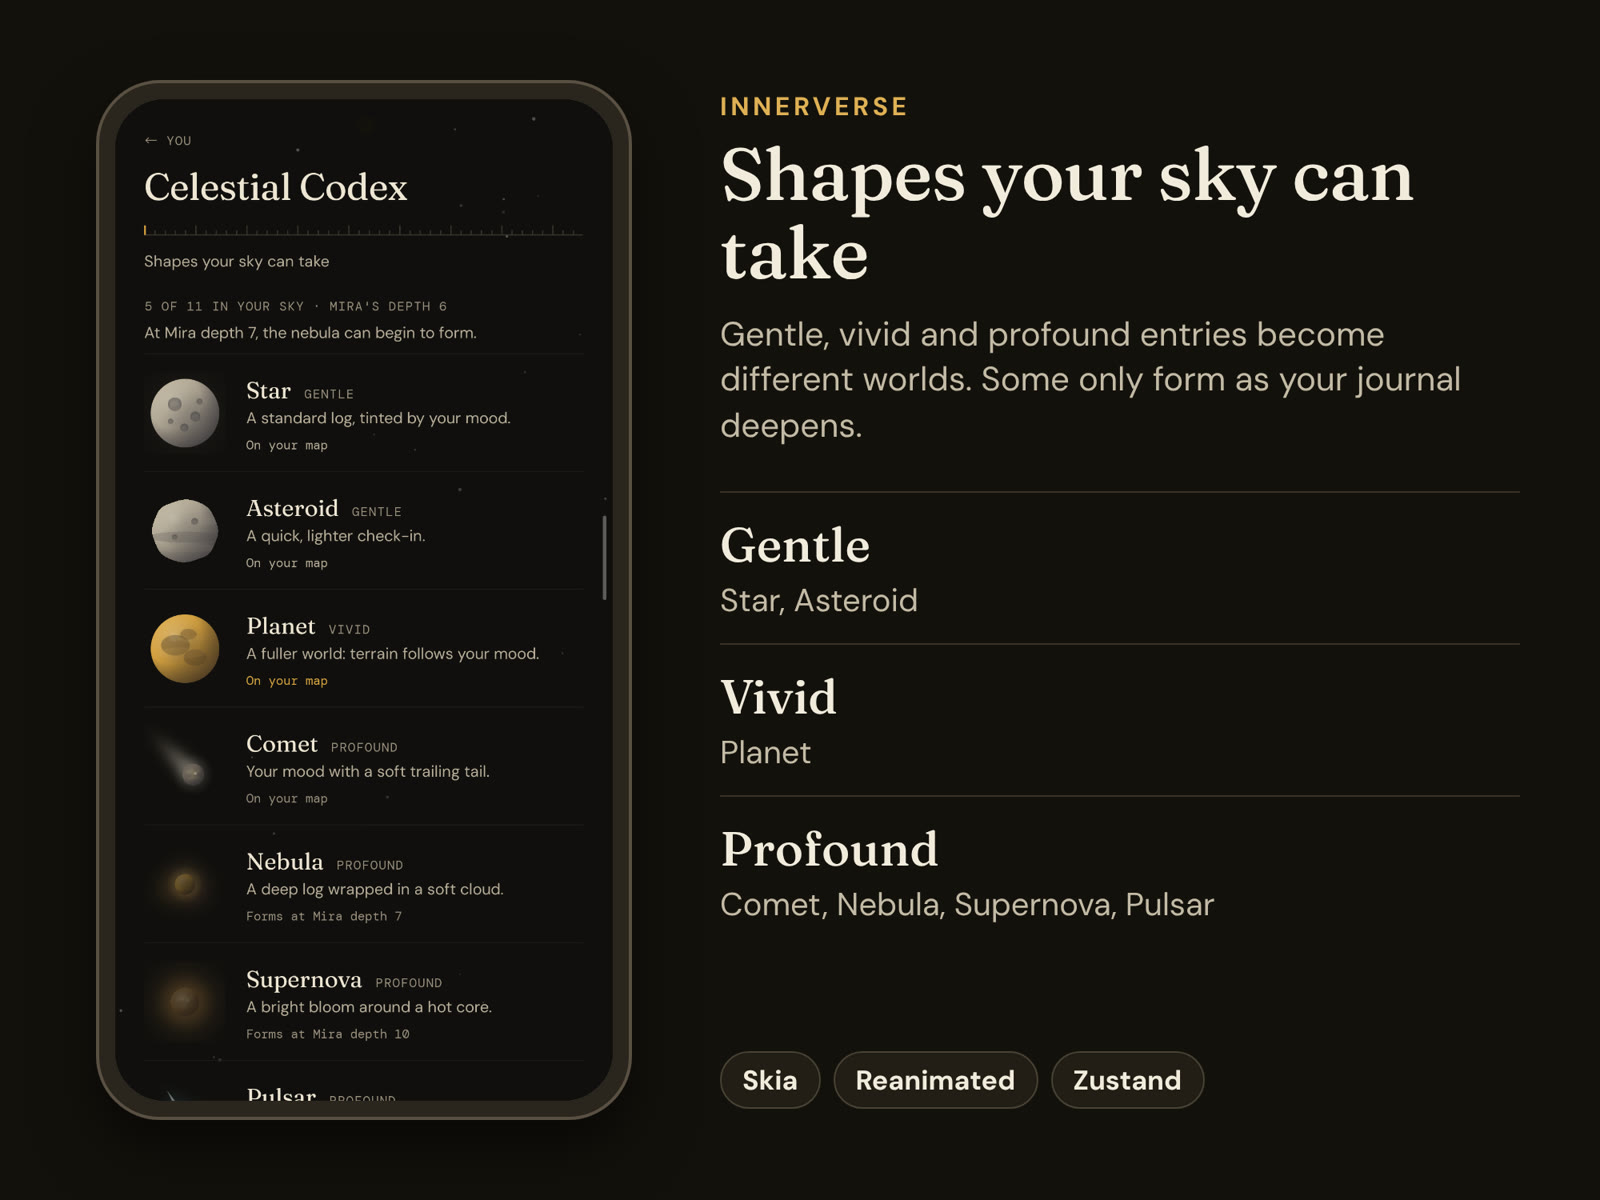 ← YOU
Celestial Codex
Shapes your sky can take
5 OF 11 IN YOUR SKY · MIRA'S DEPTH 6
At Mira depth 7, the nebula can begin to form.
Star GENTLE
A standard log, tinted by your mood.
On your map
Asteroid GENTLE
A quick, lighter check-in.
On your map
Planet VIVID
A fuller world: terrain follows your mood.
On your map
Comet PROFOUND
Your mood with a soft trailing tail.
On your map
Nebula PROFOUND
A deep log wrapped in a soft cloud.
Forms at Mira depth 7
Supernova PROFOUND
A bright bloom around a hot core.
Forms at Mira depth 10
Pulsar PROFOUND
INNERVERSE
Shapes your sky can
take
Gentle, vivid and profound entries become
different worlds. Some only form as your journal
deepens.
Gentle
Star, Asteroid
Vivid
Planet
Profound
Comet, Nebula, Supernova, Pulsar
Skia Reanimated Zustand